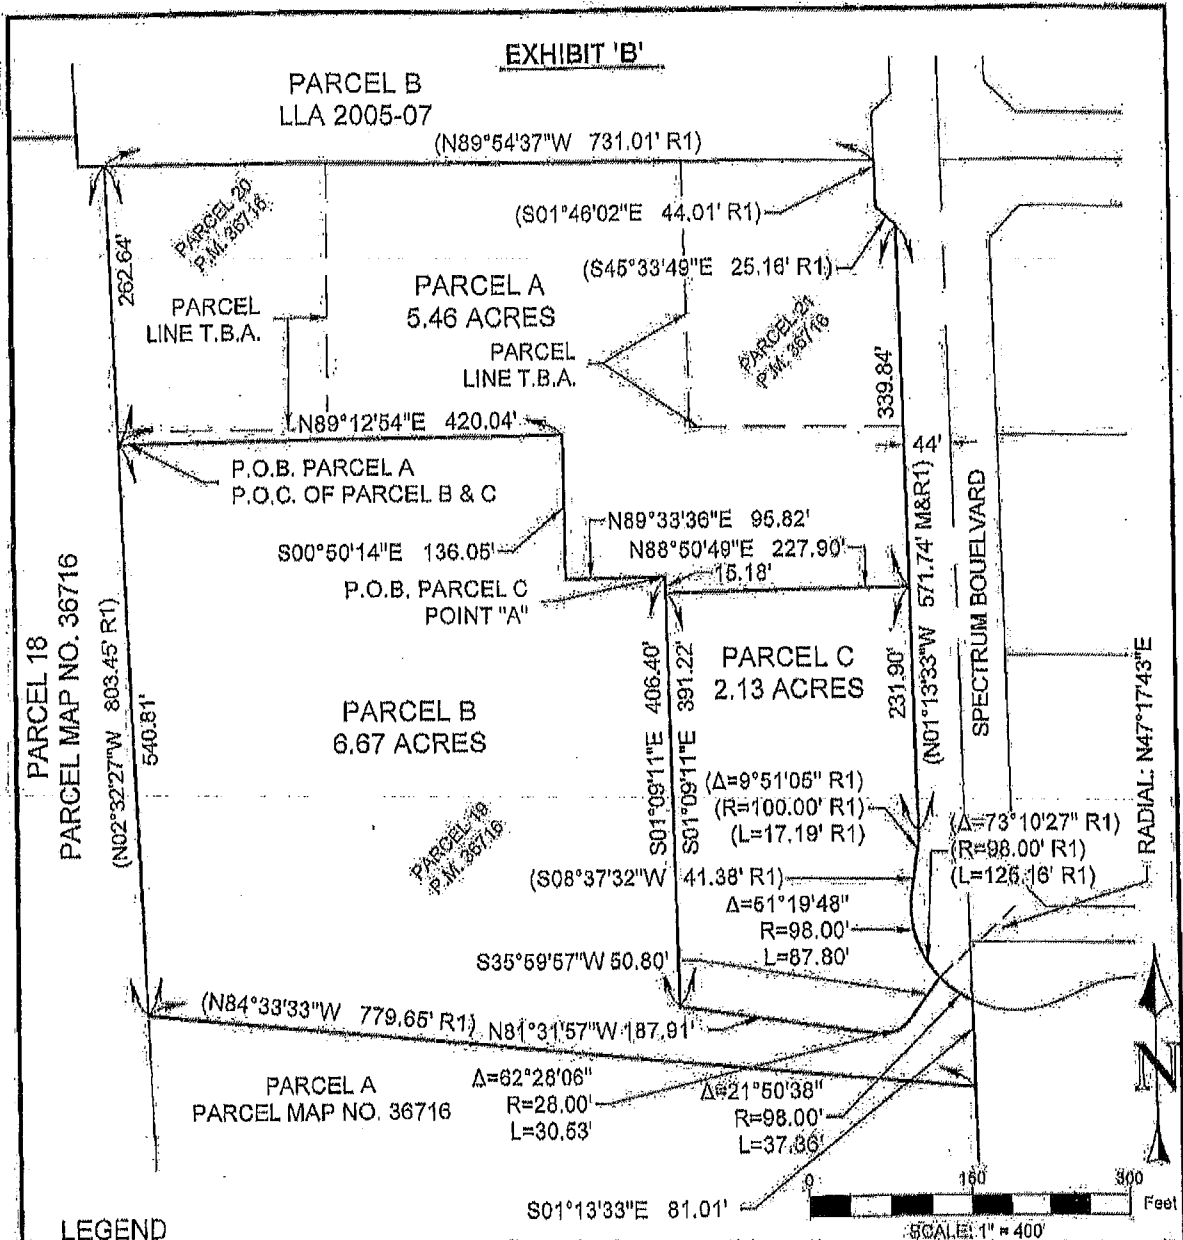 EXHIBIT 'B'
PARCEL B
LLA 2005-07
(N89°54'37"W 731.01' R1)
PARCEL 20
P.M. 36716
(S01°46'02"E 44.01' R1)
262.64'
(S45°33'49"E 25.16' R1)
PARCEL A
5.46 ACRES
PARCEL
LINE T.B.A.
PARCEL 21
P.M. 36716
PARCEL
LINE T.B.A.
339.84'
N89°12'54"E 420.04'
44'
P.O.B. PARCEL A
P.O.C. OF PARCEL B & C
N89°33'36"E 95.82'
S00°50'14"E 136.05'
N88°50'49"E 227.90'
15.18'
P.O.B. PARCEL C
POINT "A"
PARCEL 18
PARCEL MAP NO. 36716
(N02°32'27"W 803.45' R1)
540.81'
(N01°13'33"W 571.74' M&R1)
SPECTRUM BOUELVARD
PARCEL C
2.13 ACRES
231.90'
PARCEL B
6.67 ACRES
S01°09'11"E 406.40'
S01°09'11"E 391.22'
RADIAL: N47°17'43"E
(Δ=9°51'05" R1)
(R=100.00' R1)
(L=17.19' R1)
(Δ=73°10'27" R1)
(R=98.00' R1)
(L=125.16' R1)
PARCEL 19
P.M. 36716
(S08°37'32"W 41.38' R1)
Δ=51°19'48"
R=98.00'
L=87.80'
S35°59'57"W 50.80'
(N84°33'33"W 779.65' R1)
N81°31'57"W 187.91'
N
PARCEL A
PARCEL MAP NO. 36716
Δ=62°28'06"
R=28.00'
L=30.53'
Δ=21°50'38"
R=98.00'
L=37.36'
S01°13'33"E 81.01'
0 150 300
Feet
SCALE: 1" = 400'
LEGEND